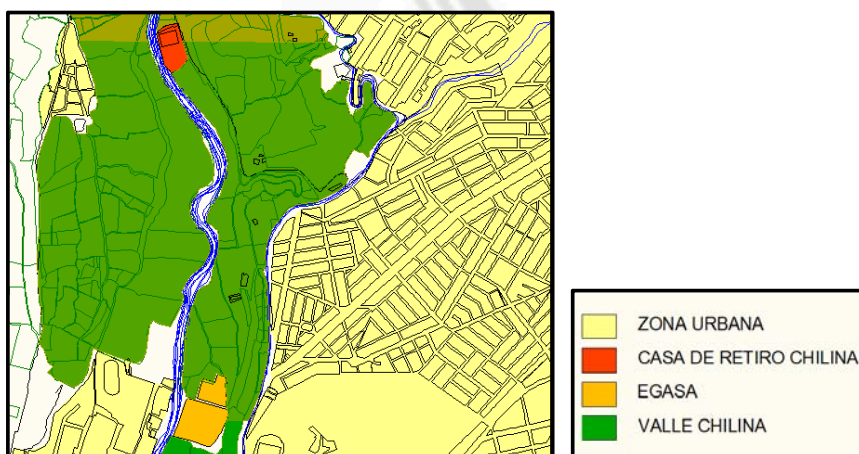 ZONA URBANA
CASA DE RETIRO CHILINA
EGASA
VALLE CHILINA